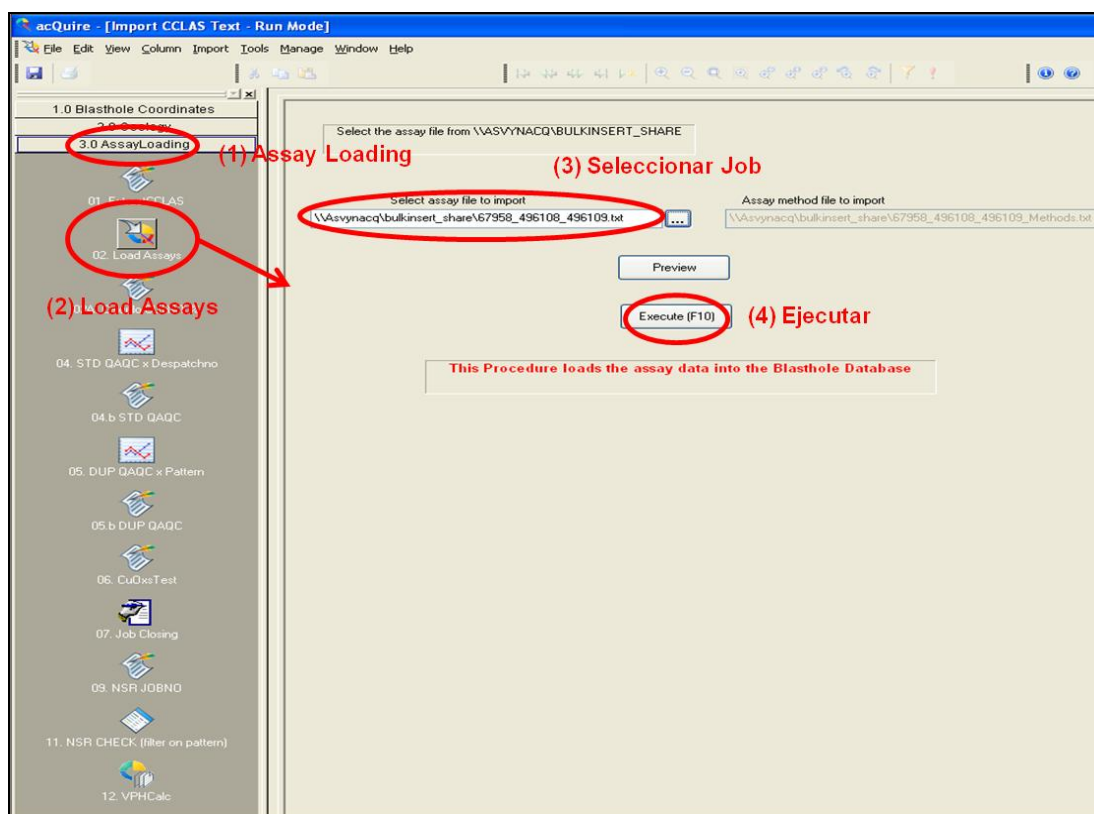 acQuire - [Import CCLAS Text - Run Mode]
File Edit View Column Import Tools Manage Window Help
1.0 Blasthole Coordinates
3.0 AssayLoading
(1) Assay Loading
Select the assay file from \\ASVYNACQ\BULKINSERT_SHARE
(3) Seleccionar Job
01.
Select assay file to import
Assay method file to import
\\Asvynacq\bulkinsert_share\67958_496108_496109.txt
...
\\Asvynacq\bulkinsert_share\67958_496108_496109_Methods.txt
02. Load Assays
Preview
(2) Load Assays
Execute (F10)
(4) Ejecutar
04. STD QAQC x Despatchno
This Procedure loads the assay data into the Blasthole Database
04.b STD QAQC
05. DUP QAQC x Pattern
05.b DUP QAQC
06. CuOxsTest
07. Job Closing
09. NSR JOBNO
11. NSR CHECK (filter on pattern)
12. VPHCalc